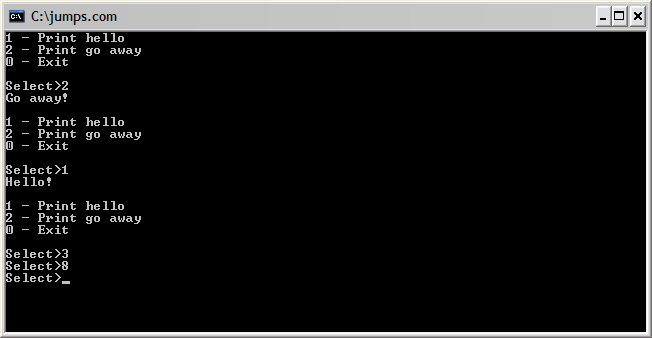 C:\jumps.com
1 - Print hello
2 - Print go away
0 - Exit
Select>2
Go away!
1 - Print hello
2 - Print go away
0 - Exit
Select>1
Hello!
1 - Print hello
2 - Print go away
0 - Exit
Select>3
Select>8
Select>_